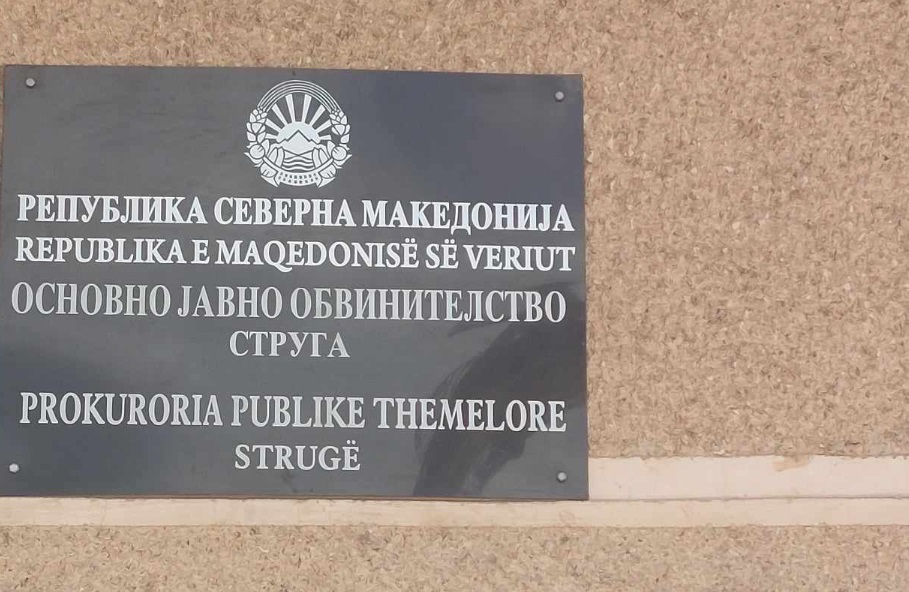 РЕПУБЛИКА СЕВЕРНА МАКЕДОНИЈА
REPUBLIKA E MAQEDONISË SË VERIUT
ОСНОВНО ЈАВНО ОБВИНИТЕЛСТВО
СТРУГА
PROKURORIA PUBLIKE THEMELORE
STRUGË